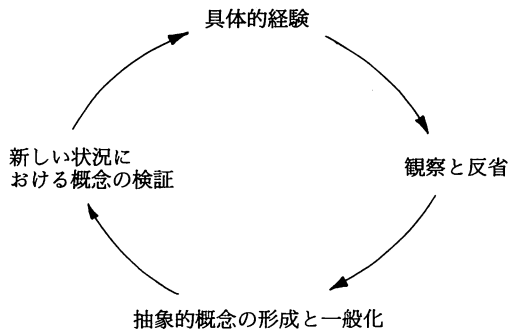 具体的経験
観察と反省
抽象的概念の形成と一般化
新しい状況に
おける概念の検証